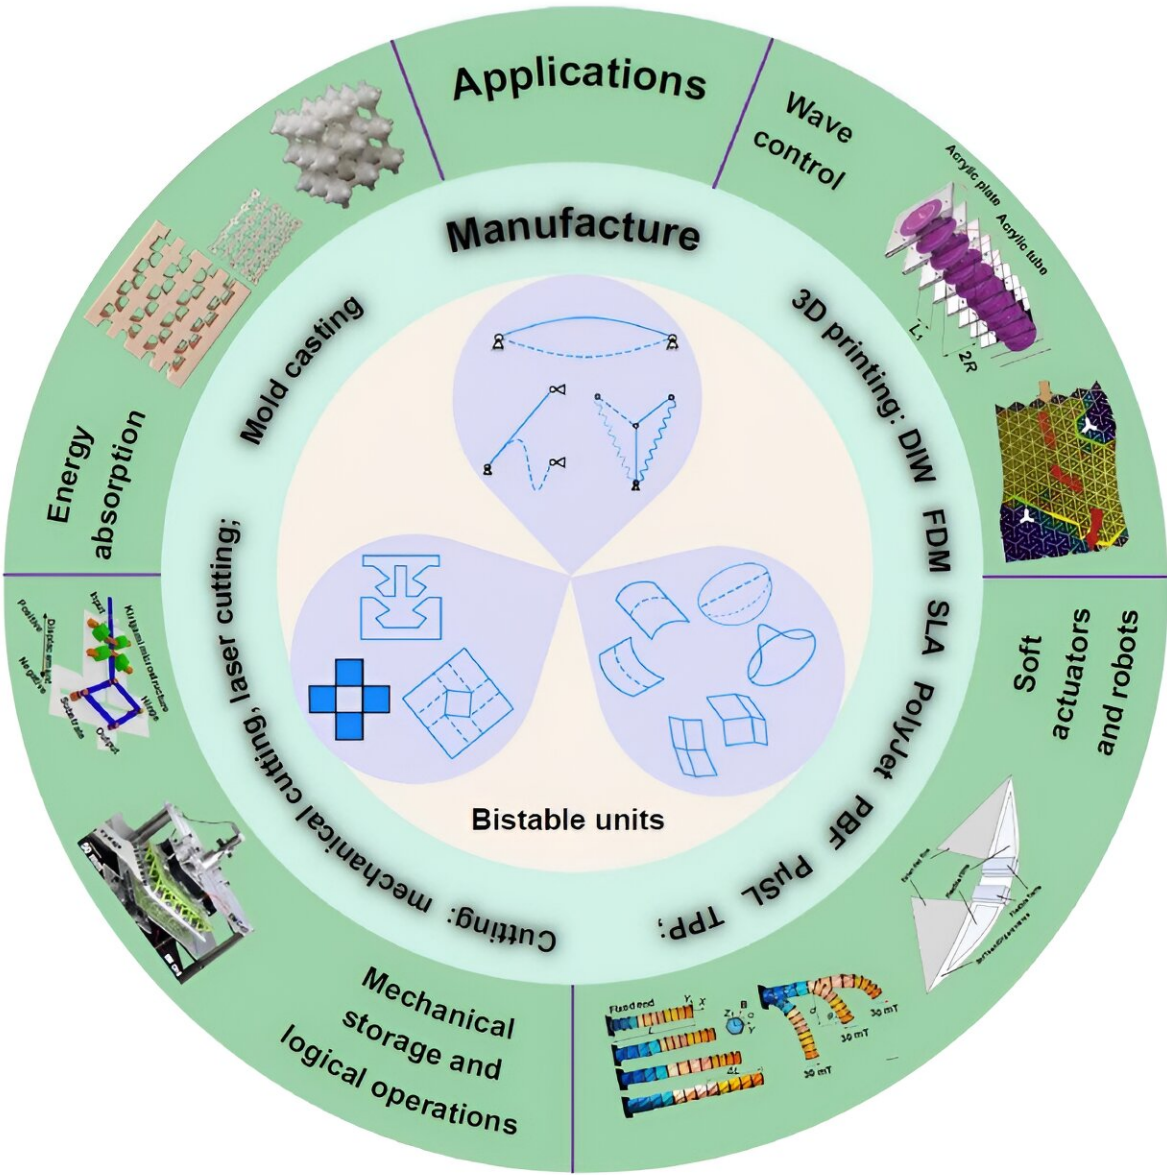 Applications
Wave
control
Acrylic plate
Acrylic tube
L₁
2R
Manufacture
Mold casting
3D printing: DIW FDM SLA PolyJet PBF PμSL TPP;
Cutting: mechanical cutting, laser cutting;
Energy
absorption
Bistable units
Soft
actuators
and robots
Input
Kirigami microstructure
Positive
Displacement
Negative
Hinge
Substrate
Output
Mechanical
storage and
logical operations
Fixed end
Y
X
L
B
Z
α
Y
ΔL
d
φ
30 mT
30 mT
30 mT